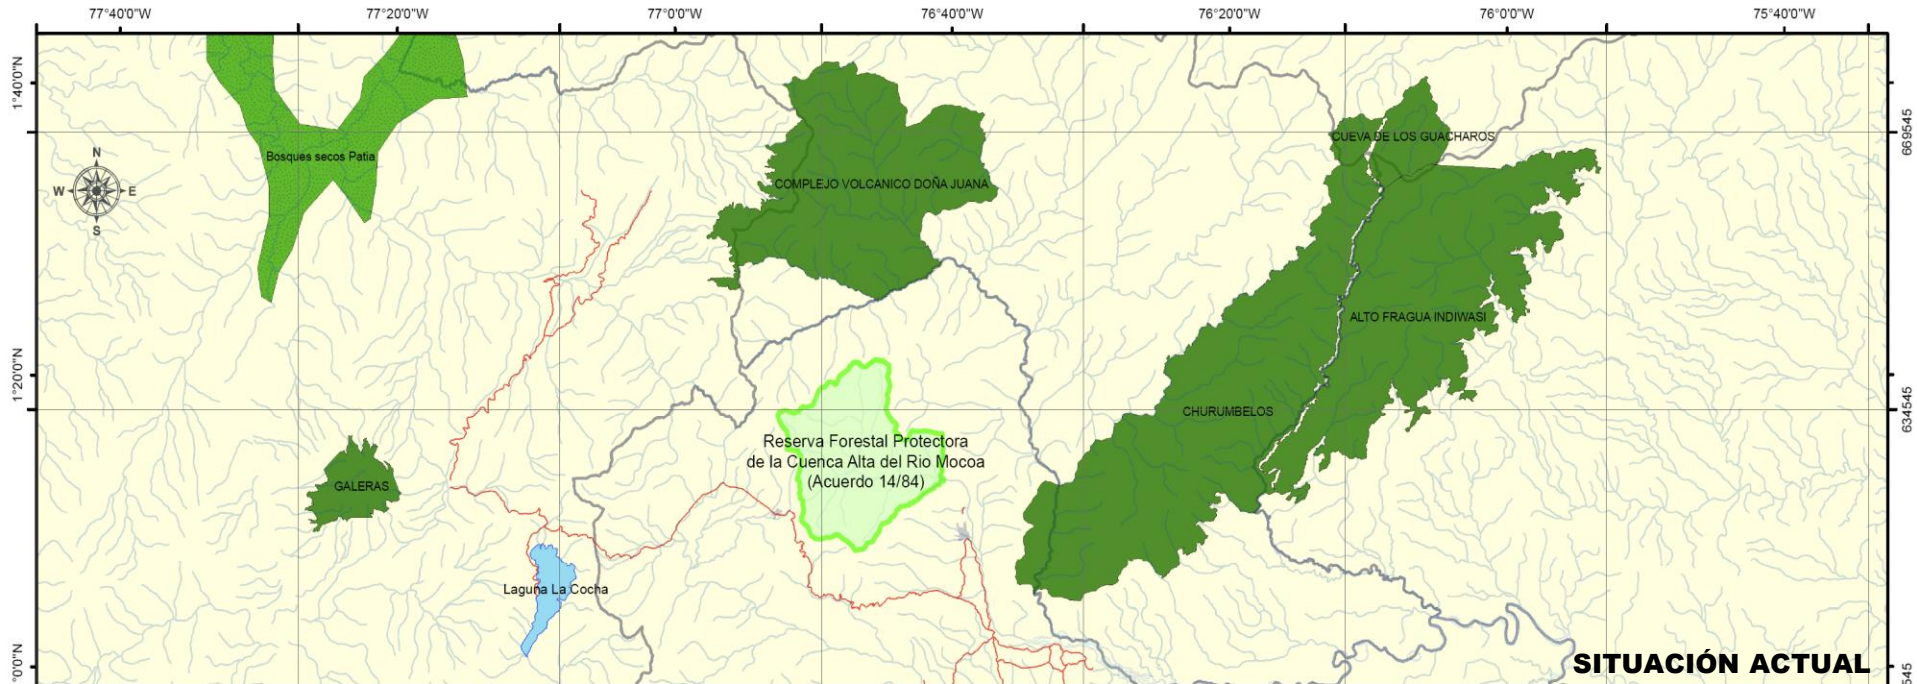 77°40'0"W
77°20'0"W
77°0'0"W
76°40'0"W
76°20'0"W
76°0'0"W
75°40'0"W
1°40'0"N
669545
CUEVA DE LOS GUACHAROS
Bosques secos Patia
N
W
E
S
COMPLEJO VOLCANICO DOÑA JUANA
ALTO FRAGUA INDIWASI
1°20'0"N
634545
CHURUMBELOS
Reserva Forestal Protectora
de la Cuenca Alta del Rio Mocoa
(Acuerdo 14/84)
GALERAS
Laguna La Cocha
0'0"N
545
SITUACIÓN ACTUAL